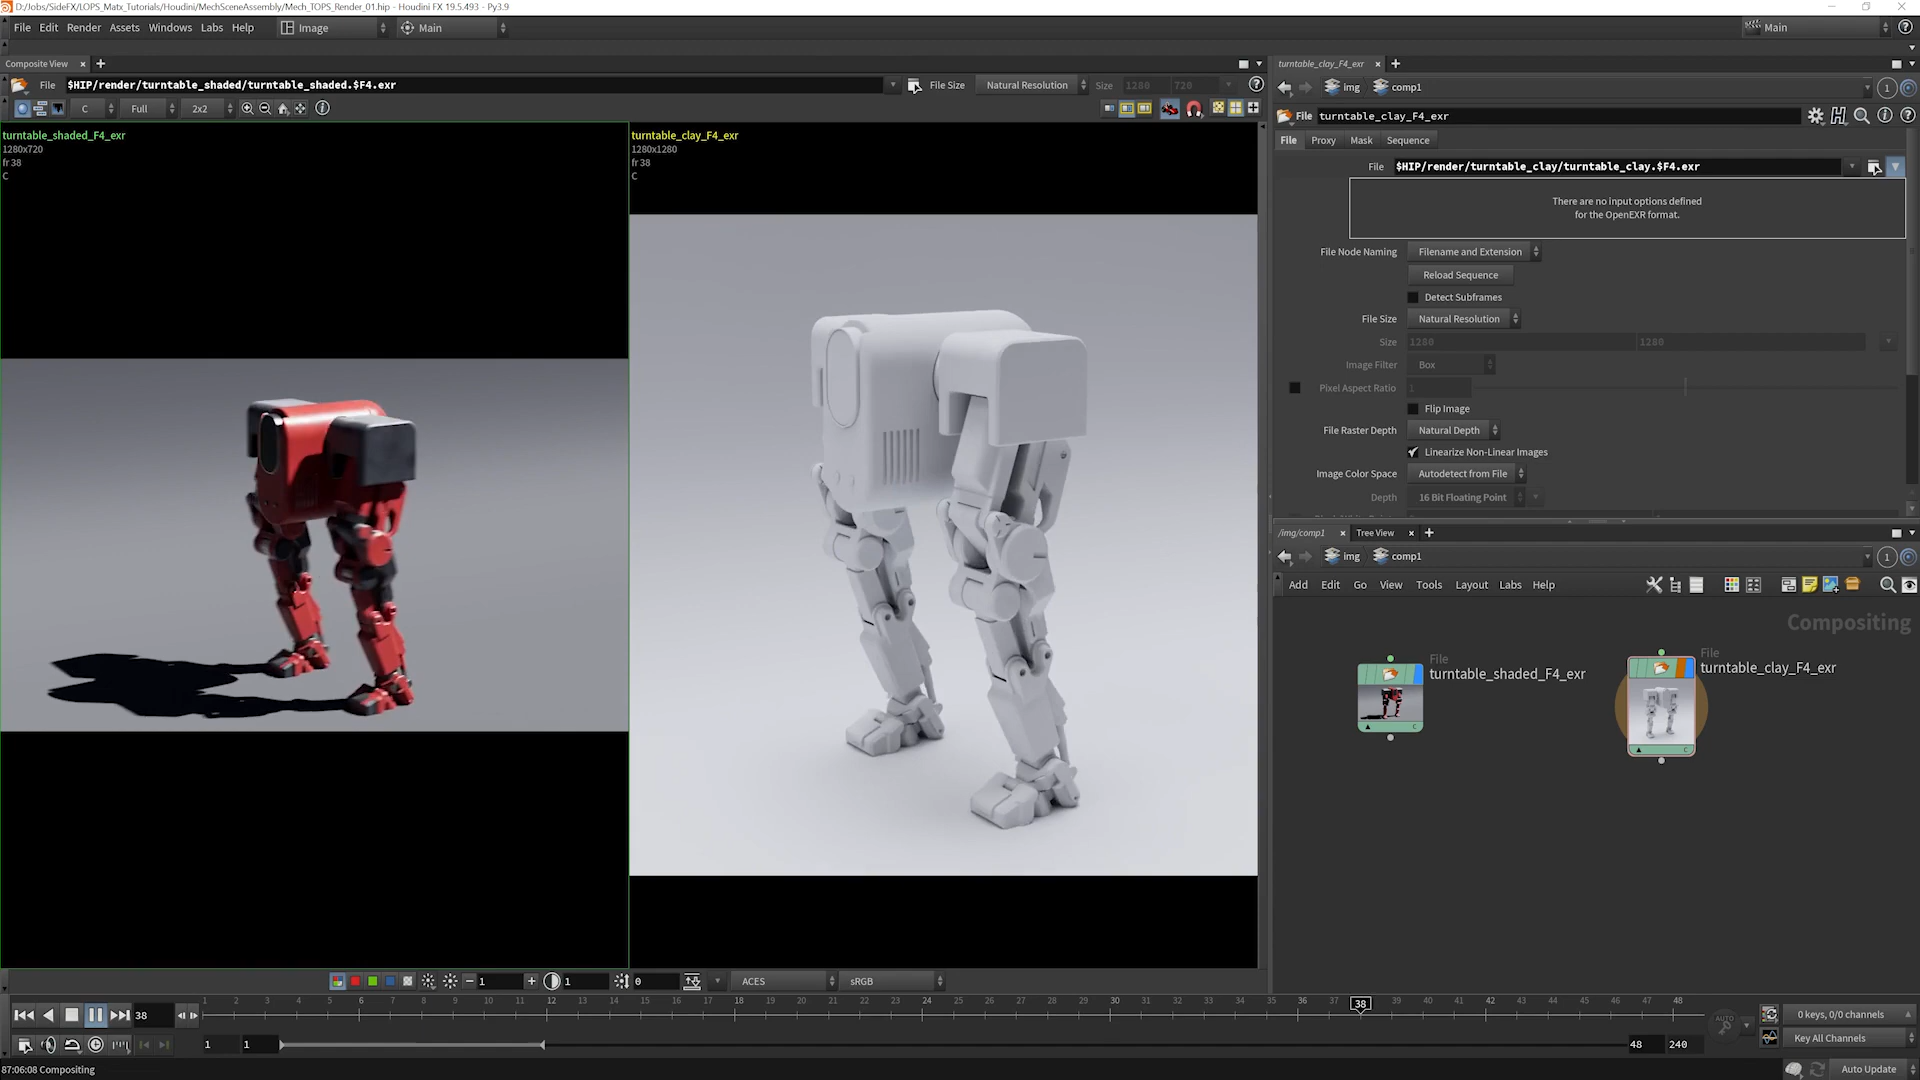 D:/Jobs/SideFX/LOPS_Matx_Tutorials/Houdini/MechSceneAssembly/Mech_TOPS_Render_01.hip - Houdini FX 19.5.493 - Py3.9
File Edit Render Assets Windows Labs Help Image Main Main
Composite View
File $HIP/render/turntable_shaded/turntable_shaded.$F4.exr File Size Natural Resolution Size 1280 720
C Full 2x2
turntable_shaded_F4_exr
1280x720
fr 38
C
turntable_clay_F4_exr
1280x1280
fr 38
C
turntable_clay_F4_exr
img comp1 1
File turntable_clay_F4_exr
File Proxy Mask Sequence
File $HIP/render/turntable_clay/turntable_clay.$F4.exr
There are no input options defined
for the OpenEXR format.
File Node Naming Filename and Extension
Reload Sequence
Detect Subframes
File Size Natural Resolution
Size 1280 1280
Image Filter Box
Pixel Aspect Ratio 1
Flip Image
File Raster Depth Natural Depth
Linearize Non-Linear Images
Image Color Space Autodetect from File
Depth 16 Bit Floating Point
/img/comp1 Tree View
img comp1 1
Add Edit Go View Tools Layout Labs Help
Compositing
File
turntable_shaded_F4_exr
C
File
turntable_clay_F4_exr
C
1 1 0 ACES sRGB
1 2 3 4 5 6 7 8 9 10 11 12 13 14 15 16 17 18 19 20 21 22 23 24 25 26 27 28 29 30 31 32 33 34 35 36 37 38 39 40 41 42 43 44 45 46 47 48
38 AUTO 0 keys, 0/0 channels
1 1 48 240 Key All Channels
87:06:08 Compositing Auto Update